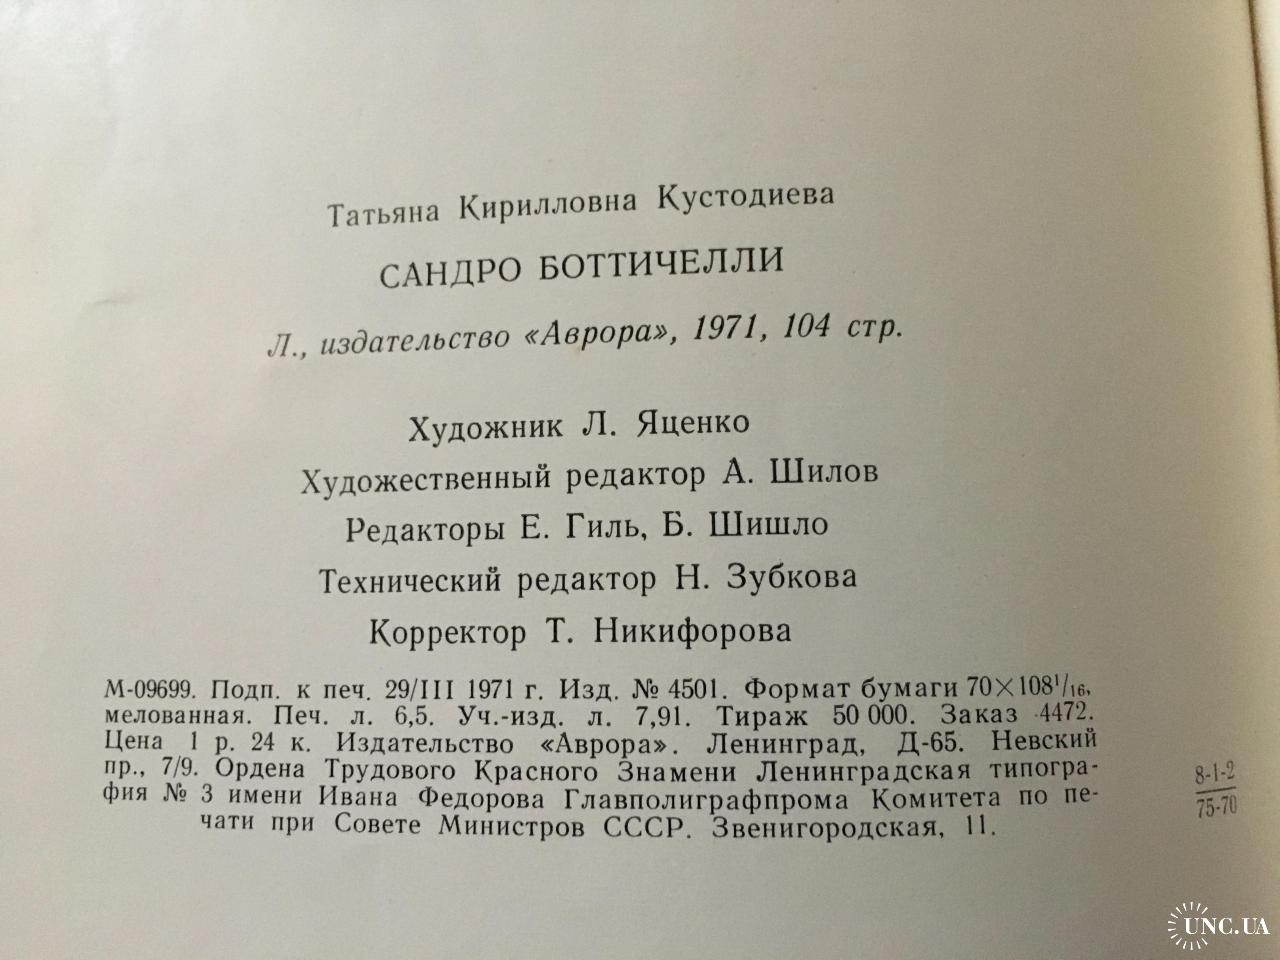 Татьяна Кирилловна Кустодиева
САНДРО БОТТИЧЕЛЛИ
Л., издательство «Аврора», 1971, 104 стр.
Художник Л. Яценко
Художественный редактор А. Шилов
Редакторы Е. Гиль, Б. Шишло
Технический редактор Н. Зубкова
Корректор Т. Никифорова
М-09699. Подп. к печ. 29/III 1971 г. Изд. № 4501. Формат бумаги 70×108¹/₁₆,
мелованная. Печ. л. 6,5. Уч.-изд. л. 7,91. Тираж 50 000. Заказ 4472.
Цена 1 р. 24 к. Издательство «Аврора». Ленинград, Д-65. Невский
пр., 7/9. Ордена Трудового Красного Знамени Ленинградская типогра-
фия № 3 имени Ивана Федорова Главполиграфпрома Комитета по пе-
чати при Совете Министров СССР. Звенигородская, 11.
8-1-2
75-70
UNC.UA